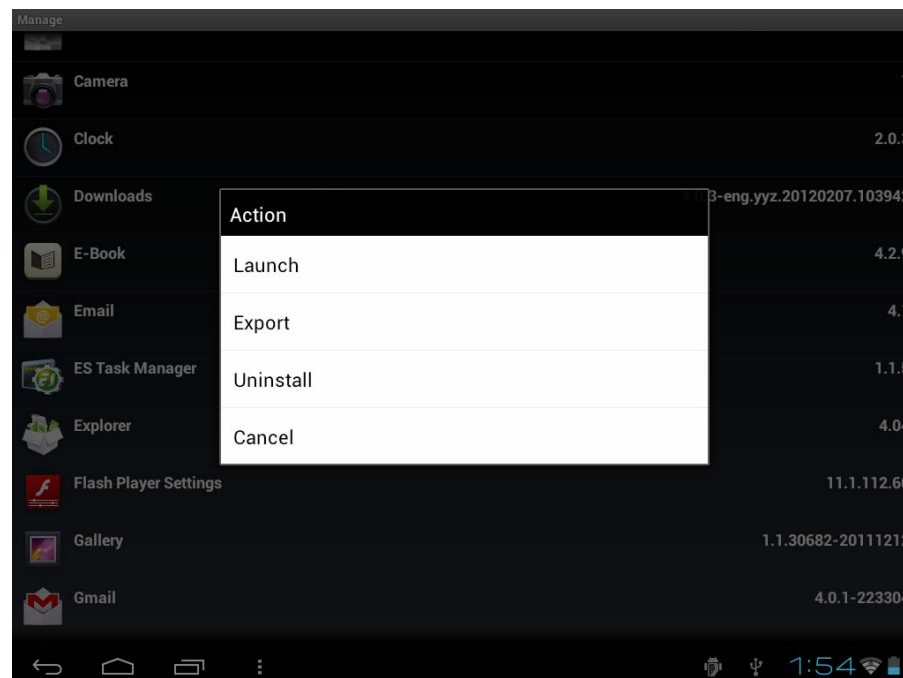 Manage
Camera
Clock
2.0.
Downloads
3-eng.yyz.20120207.10394
Action
Launch
E-Book
4.2.
Export
Email
4.
Uninstall
ES Task Manager
1.1.
Cancel
Explorer
4.0
Flash Player Settings
11.1.112.6
Gallery
1.1.30682-2011121
Gmail
4.0.1-22330
1:54